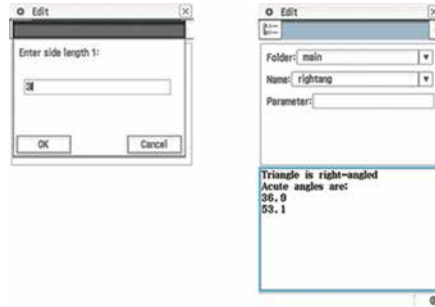 Edit
Enter side length 1:
3
OK
Cancel
Edit
Folder: main
Name: rightang
Parameter:
Triangle is right-angled
Acute angles are:
36.9
53.1